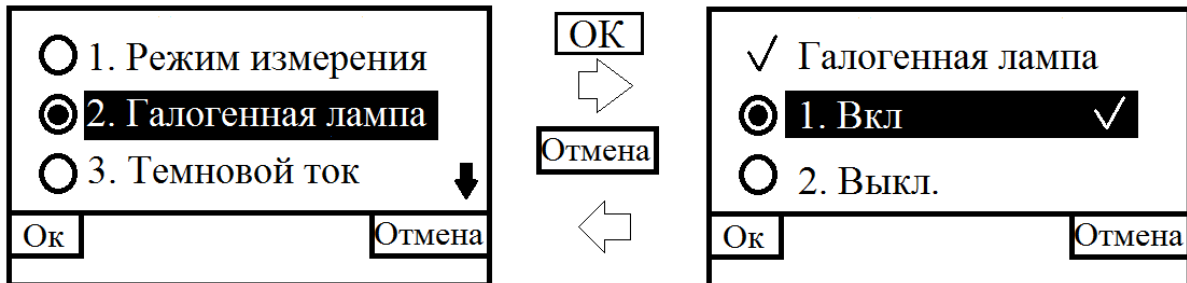 1. Режим измерения
2. Галогенная лампа
3. Темновой ток
Ок
Отмена
ОК
Отмена
Галогенная лампа
1. Вкл
2. Выкл.
Ок
Отмена